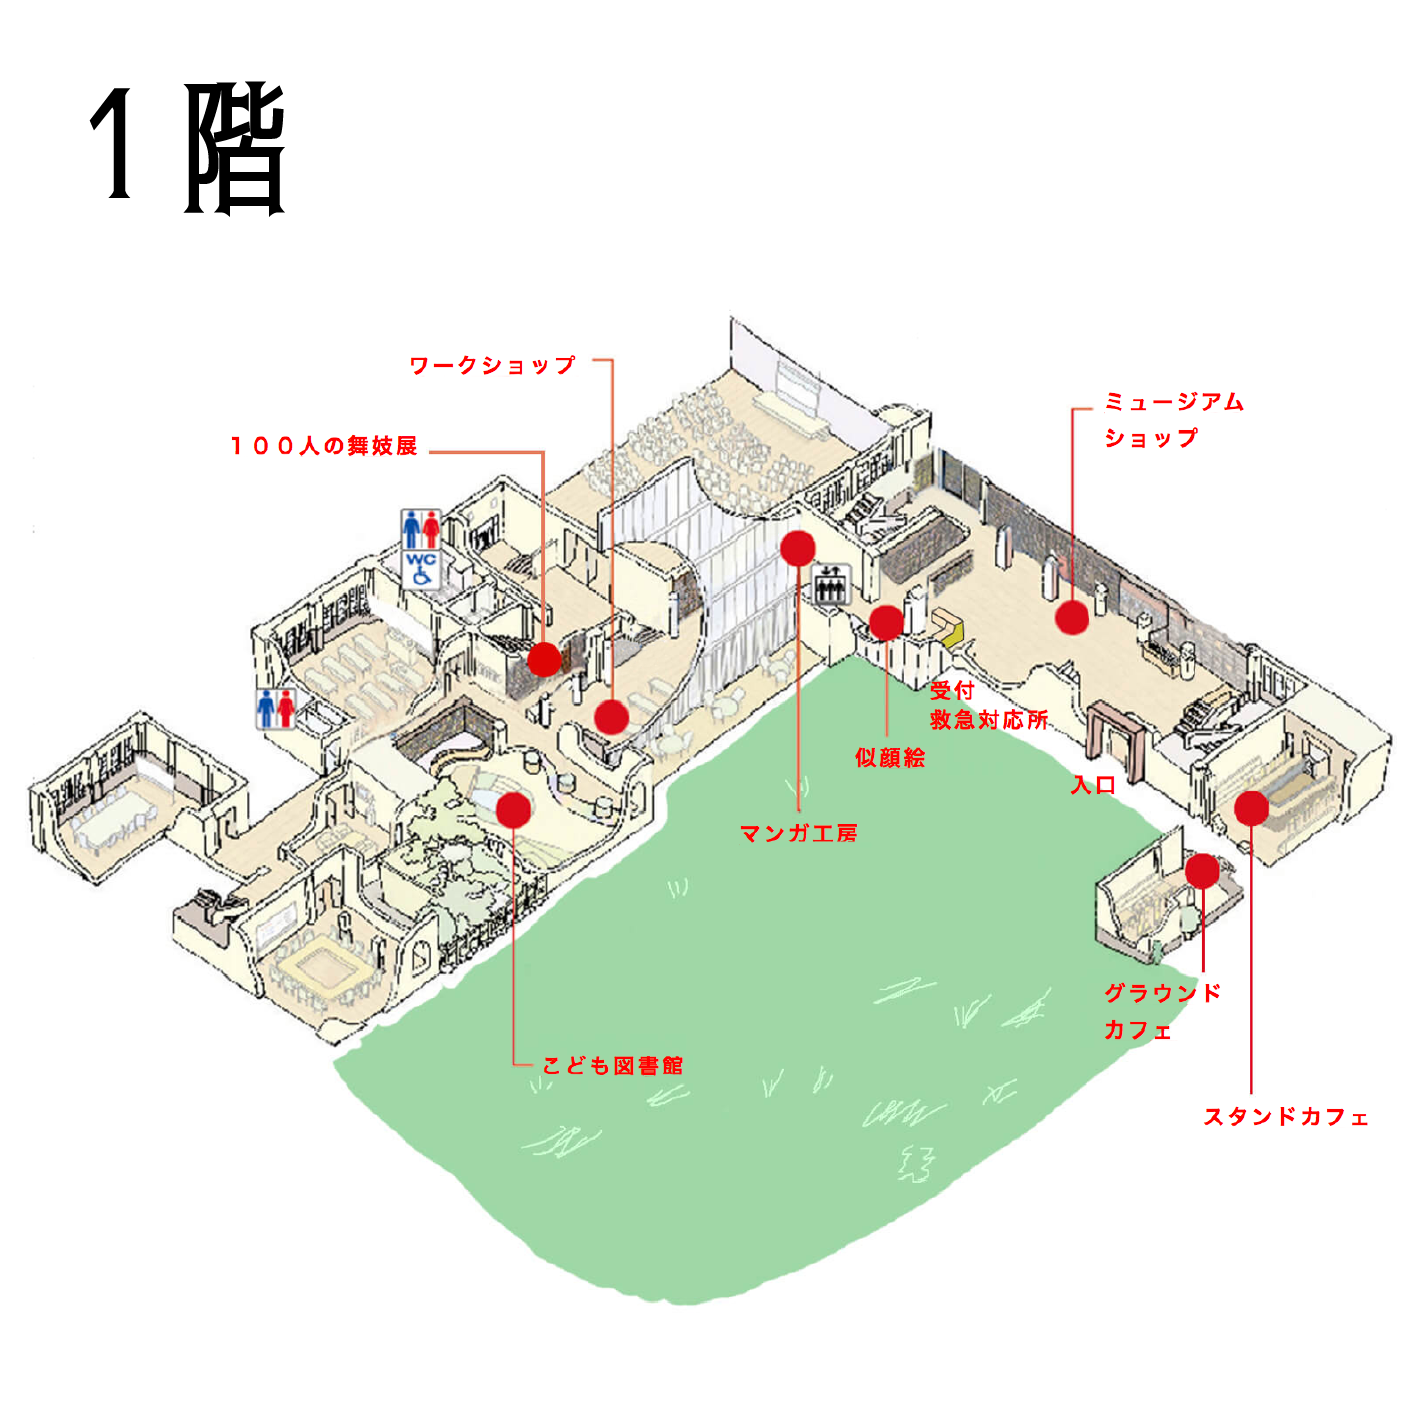 1階
ワークショップ
ミュージアム
ショップ
１００人の舞妓展
WC
受付
救急対応所
似顔絵
入口
マンガ工房
グラウンド
カフェ
こども図書館
スタンドカフェ